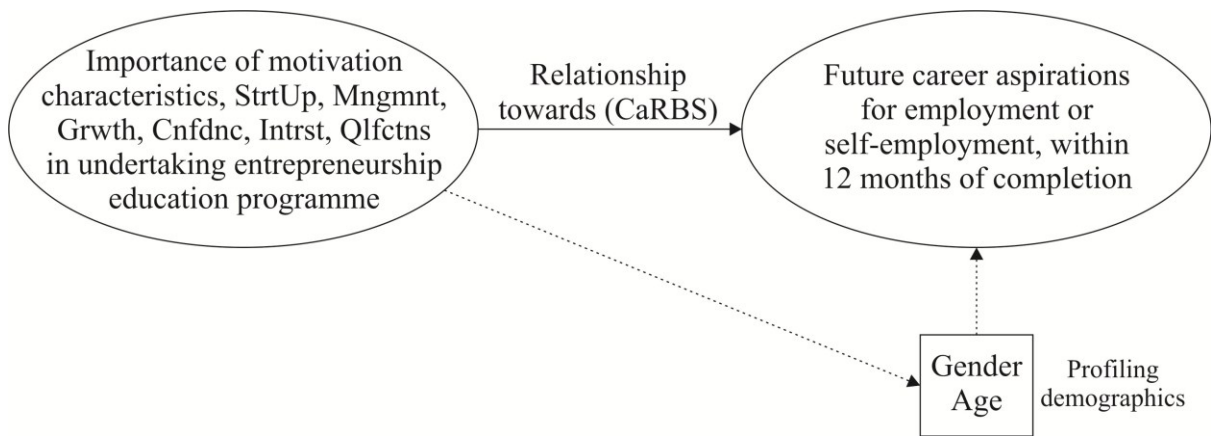 Importance of motivation
characteristics, StrtUp, Mngmnt,
Grwth, Cnfdnc, Intrst, Qlfctns
in undertaking entrepreneurship
education programme
Relationship
towards (CaRBS)
Future career aspirations
for employment or
self-employment, within
12 months of completion
Gender
Age
Profiling
demographics